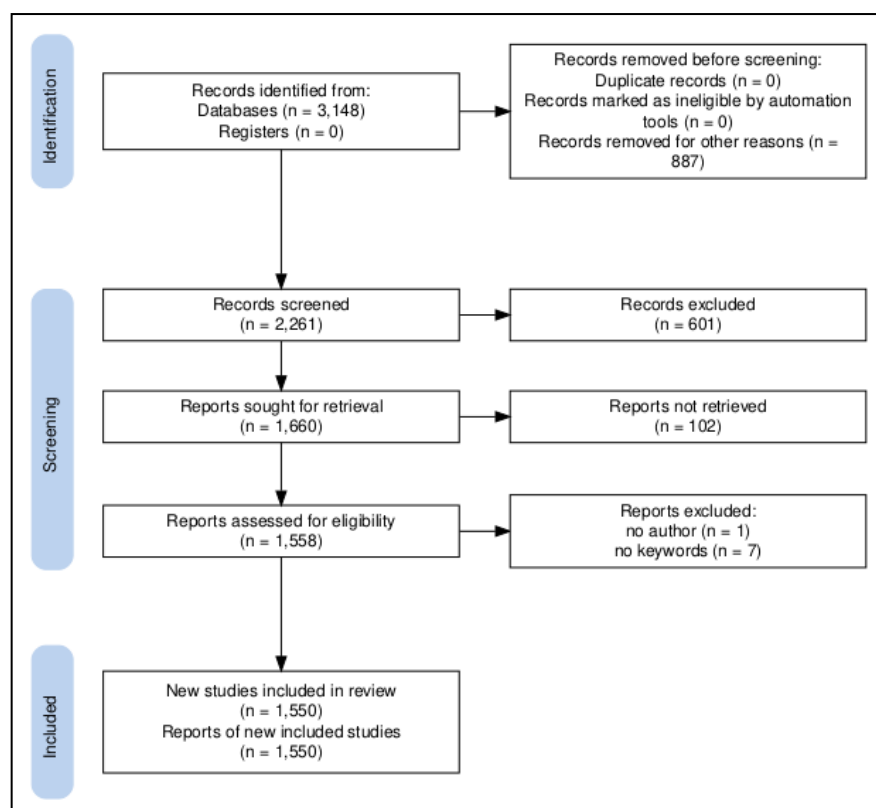 Identification
Records identified from:
Databases (n = 3,148)
Registers (n = 0)
Records removed before screening:
Duplicate records (n = 0)
Records marked as ineligible by automation
tools (n = 0)
Records removed for other reasons (n =
887)
Screening
Records screened
(n = 2,261)
Records excluded
(n = 601)
Reports sought for retrieval
(n = 1,660)
Reports not retrieved
(n = 102)
Reports assessed for eligibility
(n = 1,558)
Reports excluded:
no author (n = 1)
no keywords (n = 7)
Included
New studies included in review
(n = 1,550)
Reports of new included studies
(n = 1,550)